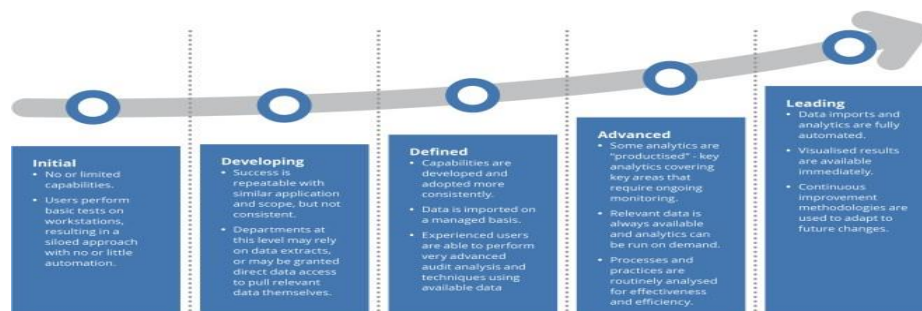 Initial
• No or limited
capabilities.
• Users perform
basic tests on
workstations,
resulting in a
siloed approach
with no or little
automation.
Developing
• Success is
repeatable with
similar application
and scope, but not
consistent.
• Departments at
this level may rely
on data extracts,
or may be granted
direct data access
to pull relevant
data themselves.
Defined
• Capabilities are
developed and
adopted more
consistently.
• Data is imported on
a managed basis.
• Experienced users
are able to perform
very advanced
audit analysis and
techniques using
available data
Advanced
• Some analytics are
"productised" - key
analytics covering
key areas that
require ongoing
monitoring.
• Relevant data is
always available
and analytics can
be run on demand.
• Processes and
practices are
routinely analysed
for effectiveness
and efficiency.
Leading
• Data imports and
analytics are fully
automated.
• Visualised results
are available
immediately.
• Continuous
improvement
methodologies are
used to adapt to
future changes.